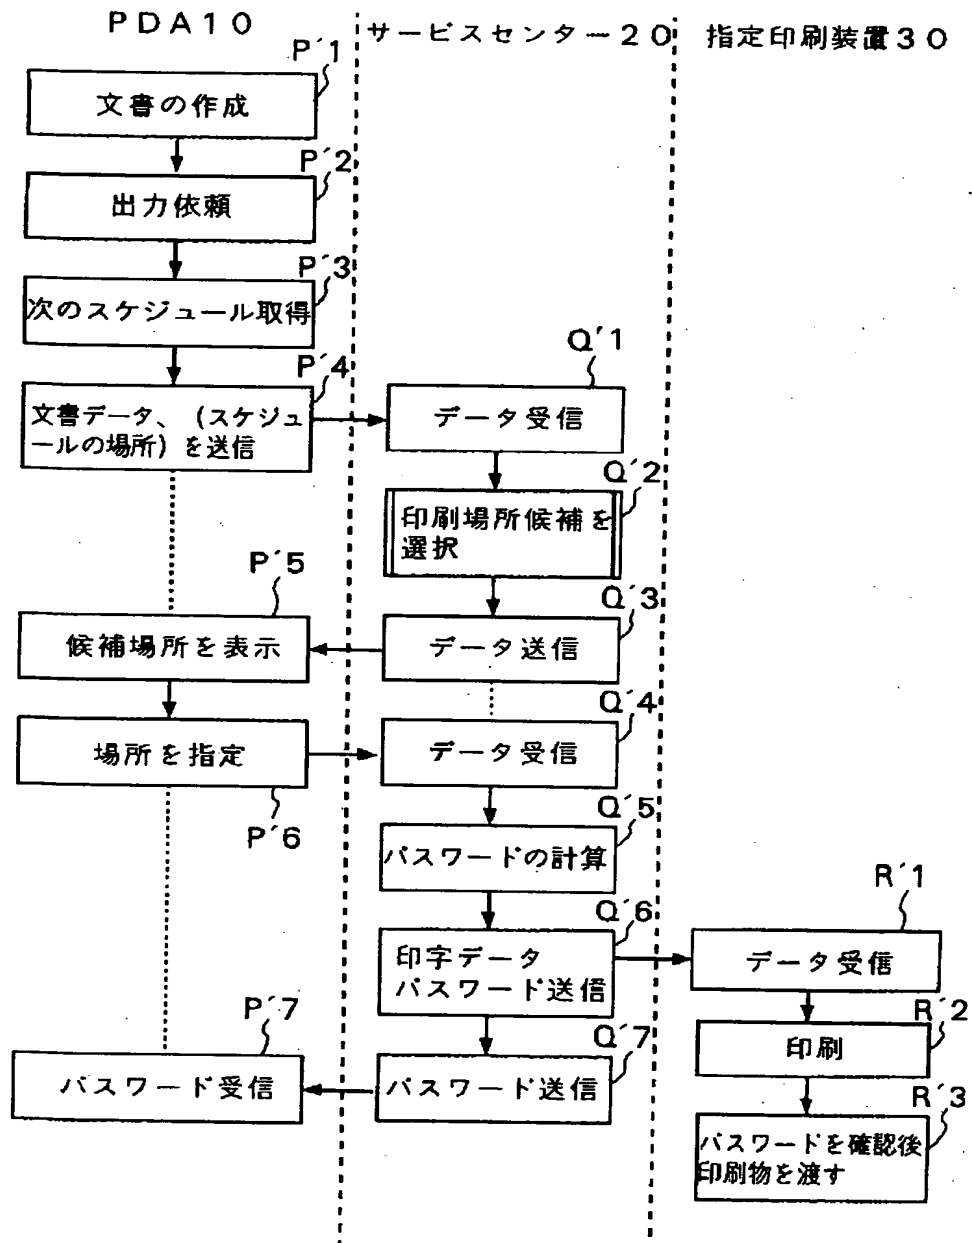 PDA10
サービスセンター20
指定印刷装置30
P'1
文書の作成
P'2
出力依頼
P'3
次のスケジュール取得
P'4
文書データ、(スケジュ
ールの場所)を送信
Q'1
データ受信
Q'2
印刷場所候補を
選択
P'5
候補場所を表示
Q'3
データ送信
P'6
場所を指定
Q'4
データ受信
Q'5
パスワードの計算
Q'6
印字データ
パスワード送信
R'1
データ受信
R'2
印刷
P'7
パスワード受信
Q'7
パスワード送信
R'3
パスワードを確認後
印刷物を渡す